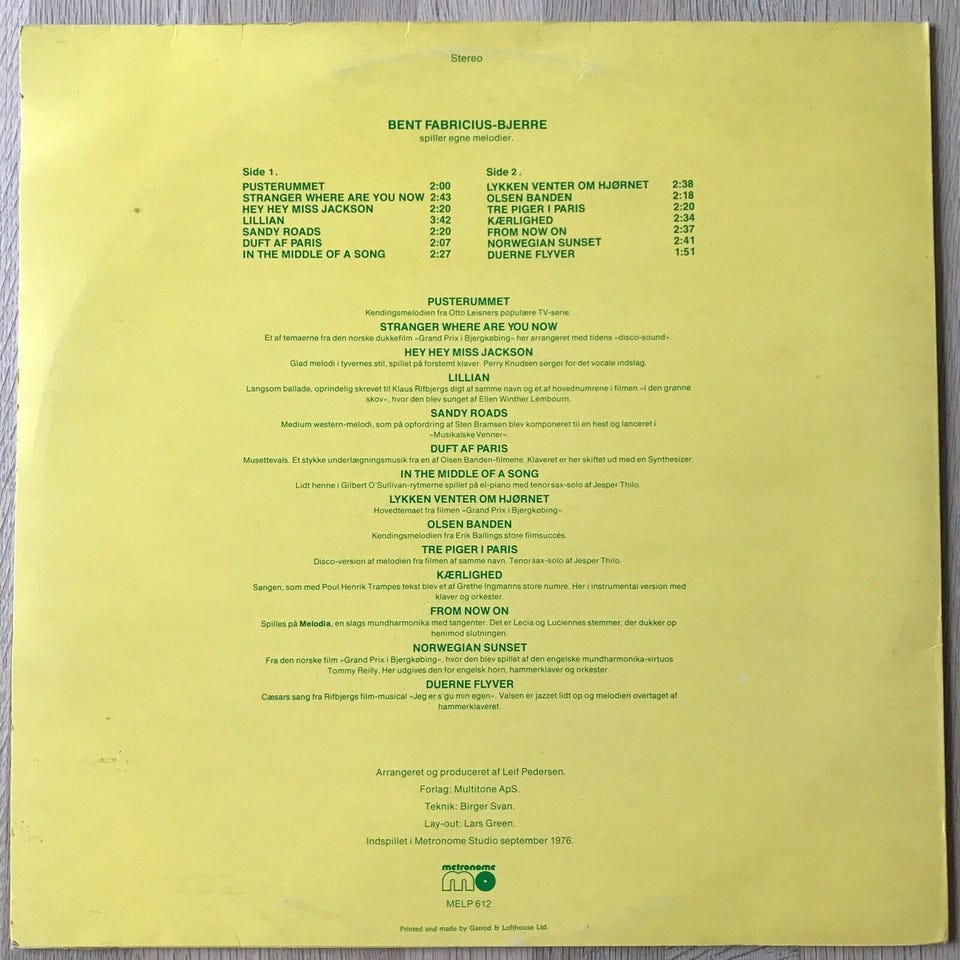 Stereo
BENT FABRICIUS-BJERRE
spiller egne melodier.
Side 1.
PUSTERUMMET 2:00
STRANGER WHERE ARE YOU NOW 2:43
HEY HEY MISS JACKSON 2:20
LILLIAN 3:42
SANDY ROADS 2:20
DUFT AF PARIS 2:07
IN THE MIDDLE OF A SONG 2:27
Side 2.
LYKKEN VENTER OM HJØRNET 2:38
OLSEN BANDEN 2:18
TRE PIGER I PARIS 2:20
KÆRLIGHED 2:34
FROM NOW ON 2:37
NORWEGIAN SUNSET 2:41
DUERNE FLYVER 1:51
PUSTERUMMET
Kendingsmelodien fra Otto Leisners populære TV-serie.
STRANGER WHERE ARE YOU NOW
Et af temaerne fra den norske dukkefilm »Grand Prix i Bjergkøbing« her arrangeret med tidens »disco-sound«.
HEY HEY MISS JACKSON
Glad melodi i tyvernes stil, spillet på forstemt klaver. Perry Knudsen sørger for det vocale indslag.
LILLIAN
Langsom ballade, oprindelig skrevet til Klaus Rifbjergs digt af samme navn og et af hovednumrene i filmen »I den grønne
skov«, hvor den blev sunget af Ellen Winther Lembourn.
SANDY ROADS
Medium western-melodi, som på opfordring af Sten Bramsen blev komponeret til en hest og lanceret i
»Musikalske Venner«.
DUFT AF PARIS
Musettevals. Et stykke underlægningsmusik fra en af Olsen Banden-filmene. Klaveret er her skiftet ud med en Synthesizer.
IN THE MIDDLE OF A SONG
Lidt henne i Gilbert O'Sullivan-rytmerne spillet på el-piano med tenorsax-solo af Jesper Thilo.
LYKKEN VENTER OM HJØRNET
Hovedtemaet fra filmen »Grand Prix i Bjergkøbing«.
OLSEN BANDEN
Kendingsmelodien fra Erik Ballings store filmsuccés.
TRE PIGER I PARIS
Disco-version af melodien fra filmen af samme navn. Tenorsax-solo af Jesper Thilo.
KÆRLIGHED
Sangen, som med Poul Henrik Trampes tekst blev et af Grethe Ingmanns store numre. Her i instrumental version med
klaver og orkester.
FROM NOW ON
Spilles på Melodia, en slags mundharmonika med tangenter. Det er Lecia og Luciennes stemmer, der dukker op
henimod slutningen.
NORWEGIAN SUNSET
Fra den norske film »Grand Prix i Bjergkøbing«, hvor den blev spillet af den engelske mundharmonika-virtuos
Tommy Reilly. Her udgives den for engelsk horn, hammerklaver og orkester.
DUERNE FLYVER
Cæsars sang fra Rifbjergs film-musical »Jeg er s'gu min egen«. Valsen er jazzet lidt op og melodien overtaget af
hammerklaveret.
Arrangeret og produceret af Leif Pedersen.
Forlag: Multitone ApS.
Teknik: Birger Svan.
Lay-out: Lars Green.
Indspillet i Metronome Studio september 1976.
metronome
mo
MELP 612
Printed and made by Garrod & Lofthouse Ltd.